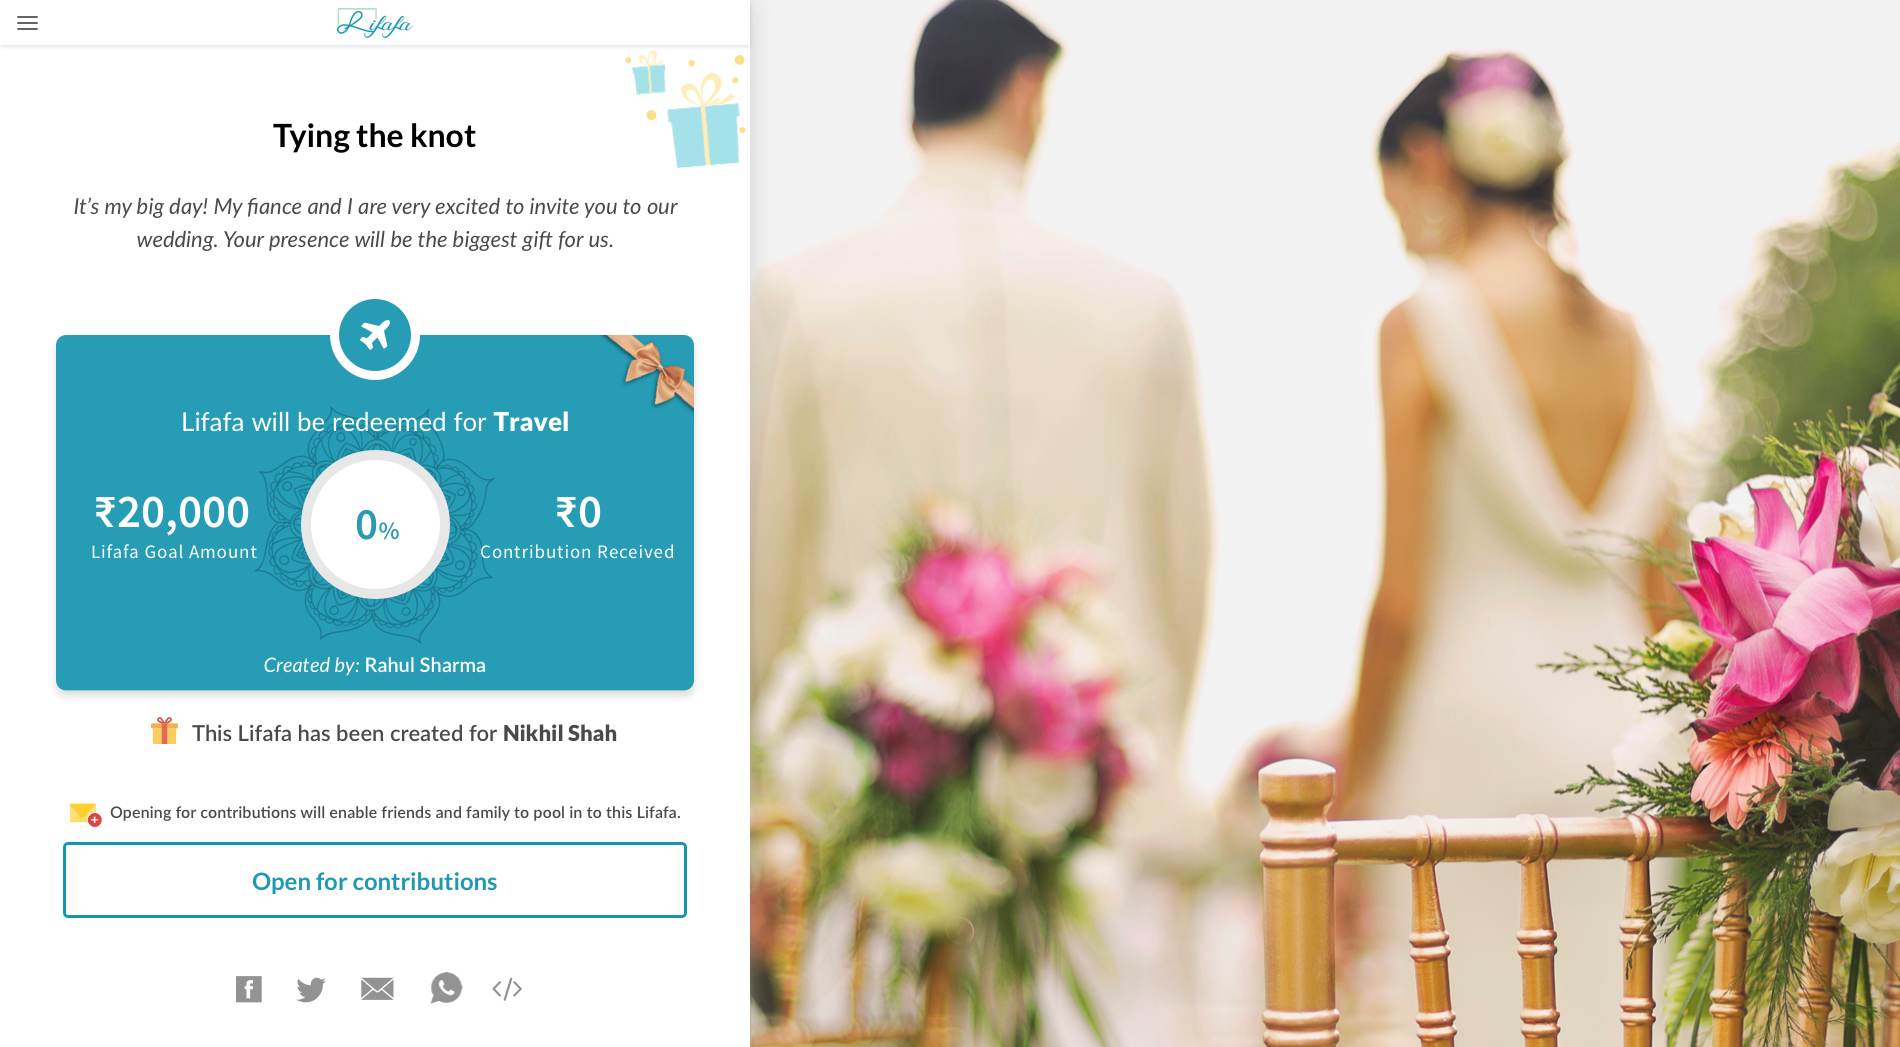 Lifafa
Tying the knot
It's my big day! My fiance and I are very excited to invite you to our
wedding. Your presence will be the biggest gift for us.
Lifafa will be redeemed for Travel
₹20,000
Lifafa Goal Amount
0%
₹0
Contribution Received
Created by: Rahul Sharma
This Lifafa has been created for Nikhil Shah
Opening for contributions will enable friends and family to pool in to this Lifafa.
Open for contributions